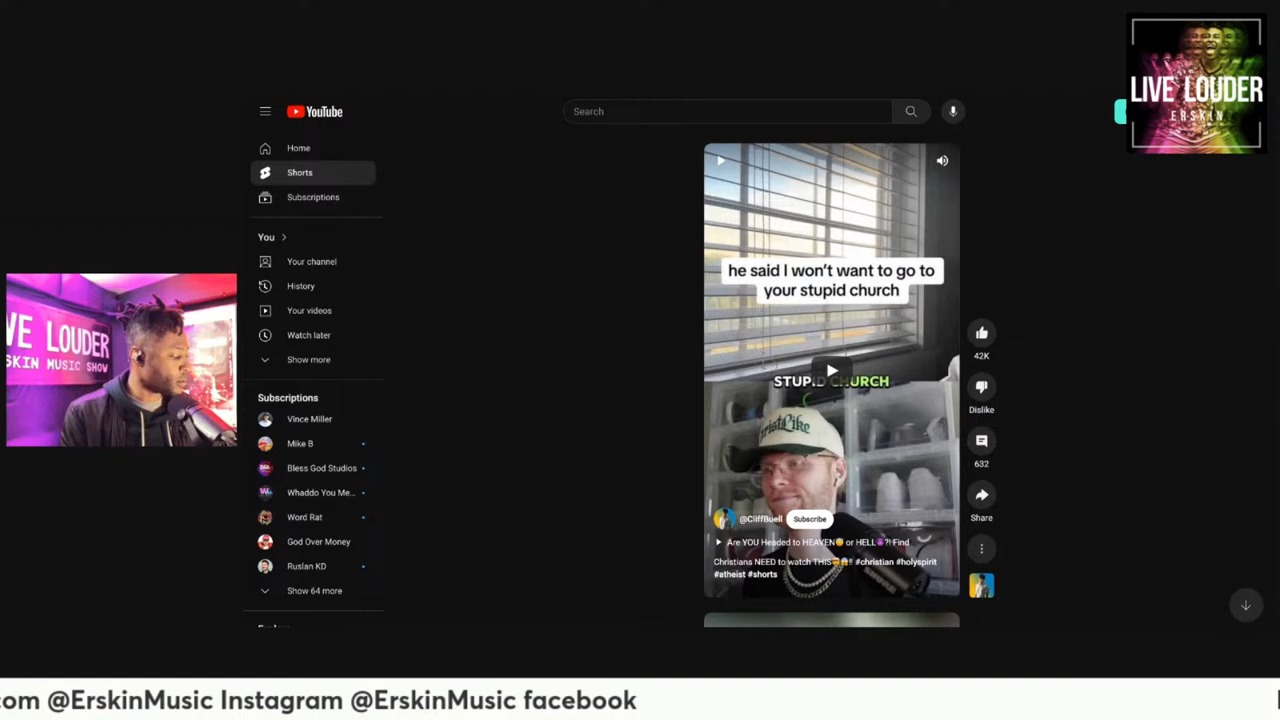 LIVE LOUDER
ERSKIN
YouTube
Search
Home
Shorts
Subscriptions
You
Your channel
History
Your videos
Watch later
Show more
Subscriptions
Vince Miller
Mike B
Bless God Studios
Whaddo You Me...
Word Rat
God Over Money
Ruslan KD
Show 64 more
VE LOUDER
SKIN MUSIC SHOW
he said I won't want to go to
your stupid church
STUPID CHURCH
ristLike
@CliffBuell
Subscribe
Are YOU Headed to HEAVEN😇 or HELL😈?! Find
Christians NEED to watch THIS🤯😱!! #christian #holyspirit
#atheist #shorts
42K
Dislike
632
Share
com @ErskinMusic Instagram @ErskinMusic facebook